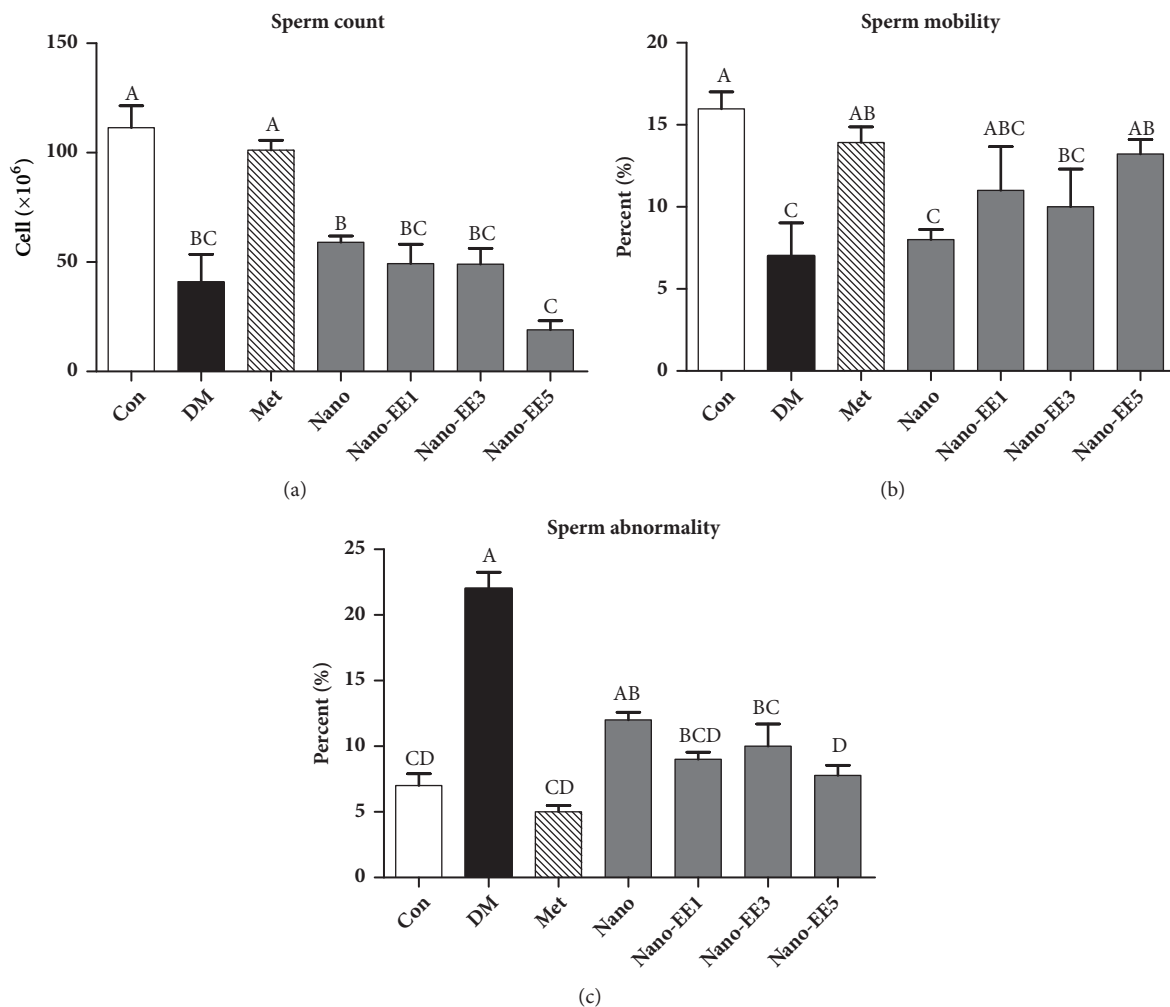 Sperm count
150
100
50
0
Cell (×10⁶)
A
BC
A
B
BC
BC
C
Con
DM
Met
Nano
Nano-EE1
Nano-EE3
Nano-EE5
(a)
Sperm mobility
20
15
10
5
0
Percent (%)
A
C
AB
C
ABC
BC
AB
Con
DM
Met
Nano
Nano-EE1
Nano-EE3
Nano-EE5
(b)
Sperm abnormality
25
20
15
10
5
0
Percent (%)
CD
A
CD
AB
BCD
BC
D
Con
DM
Met
Nano
Nano-EE1
Nano-EE3
Nano-EE5
(c)